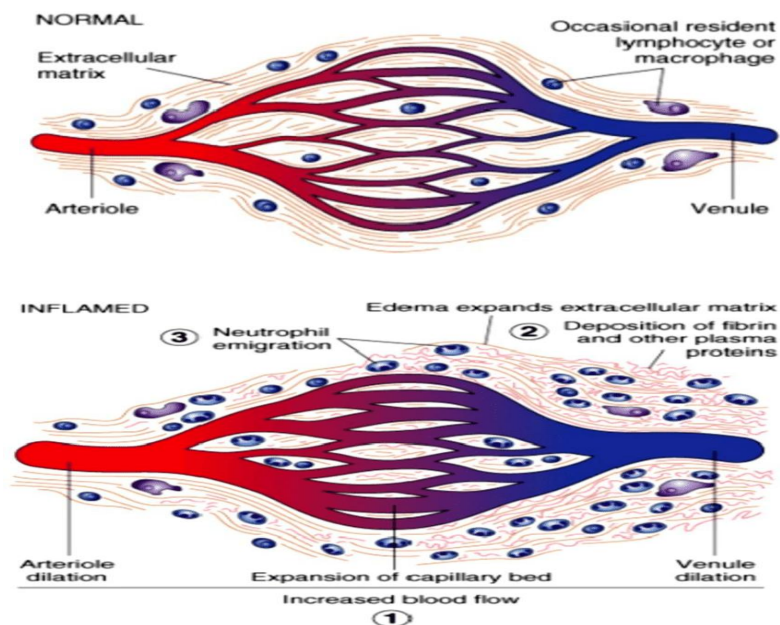 NORMAL
Extracellular
matrix
Occasional resident
lymphocyte or
macrophage
Arteriole
Venule
INFLAMED
Edema expands extracellular matrix
③ Neutrophil
emigration
② Deposition of fibrin
and other plasma
proteins
Arteriole
dilation
Expansion of capillary bed
Venule
dilation
Increased blood flow
①